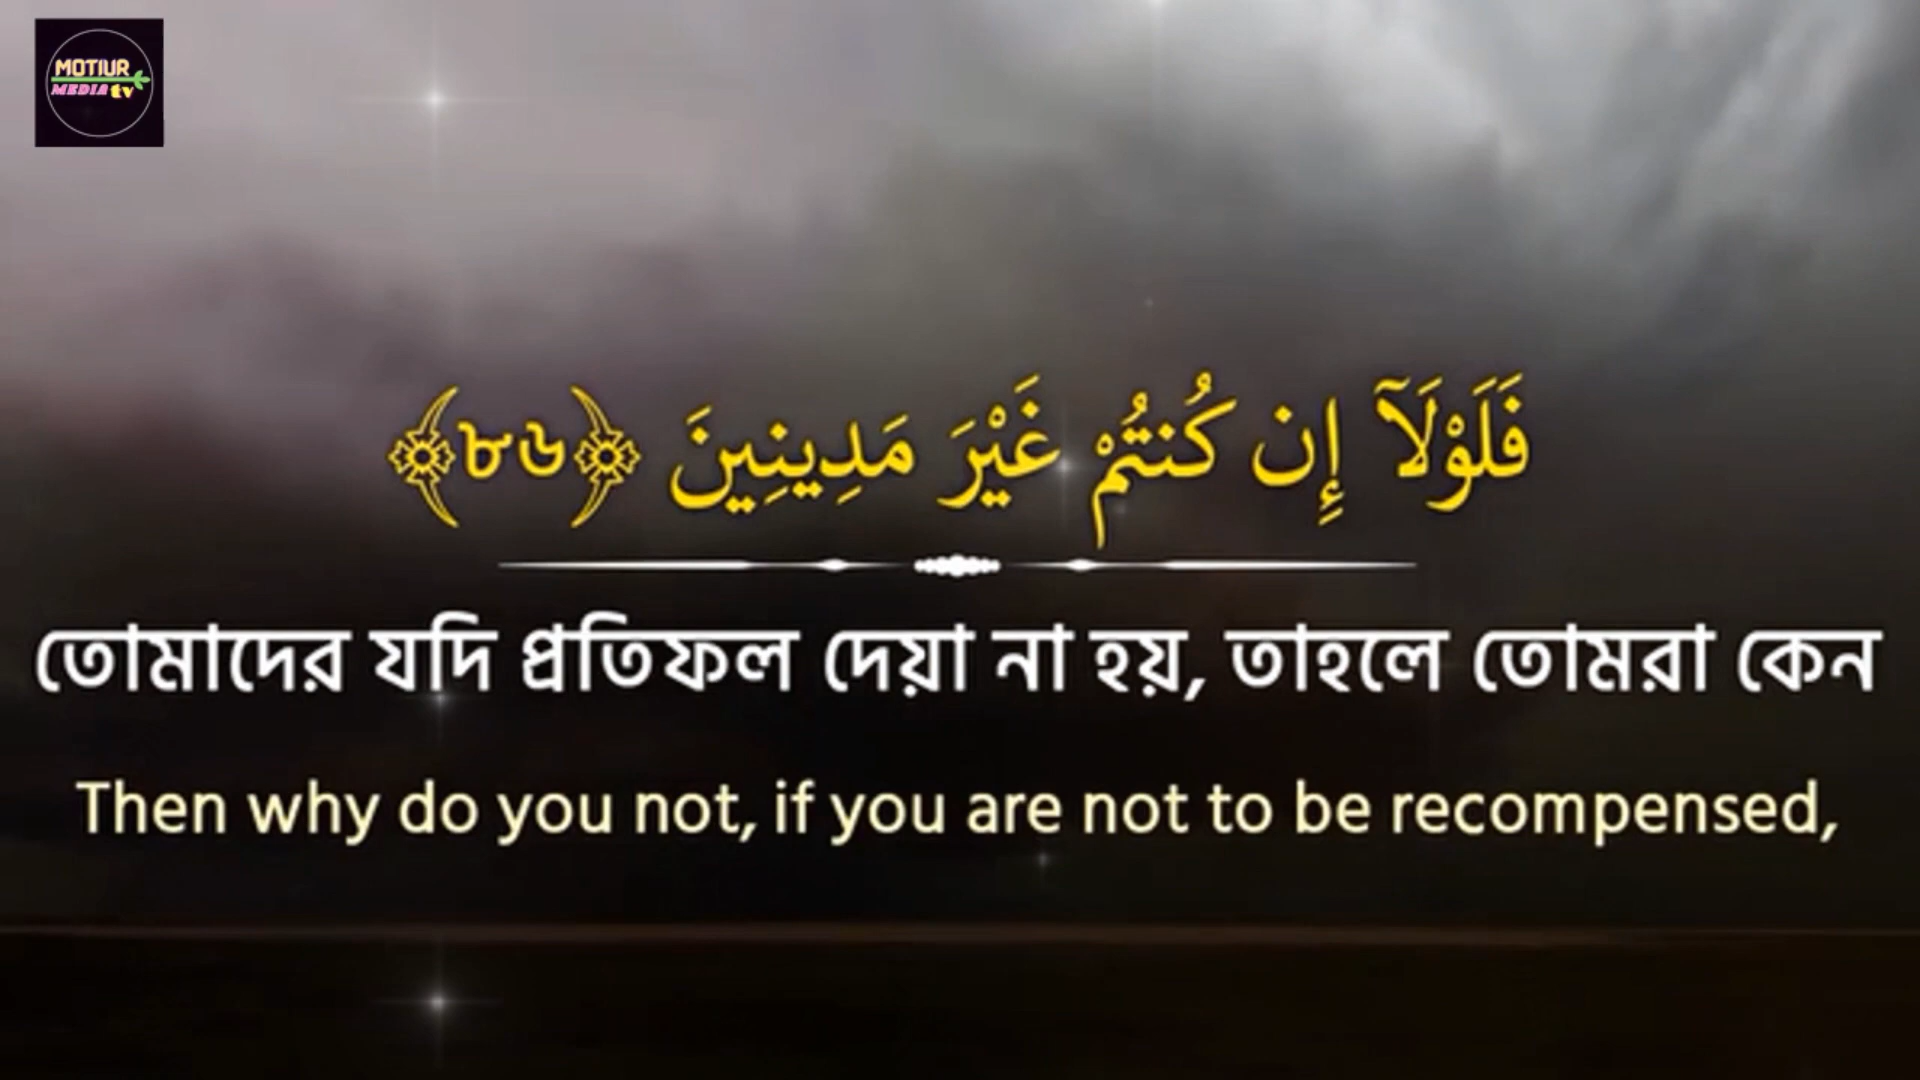 MOTIUR
MEDIA tv
فَلَوْلَآ إِن كُنتُمْ غَيْرَ مَدِينِينَ ﴿৮৬﴾
তোমাদের যদি প্রতিফল দেয়া না হয়, তাহলে তোমরা কেন
Then why do you not, if you are not to be recompensed,